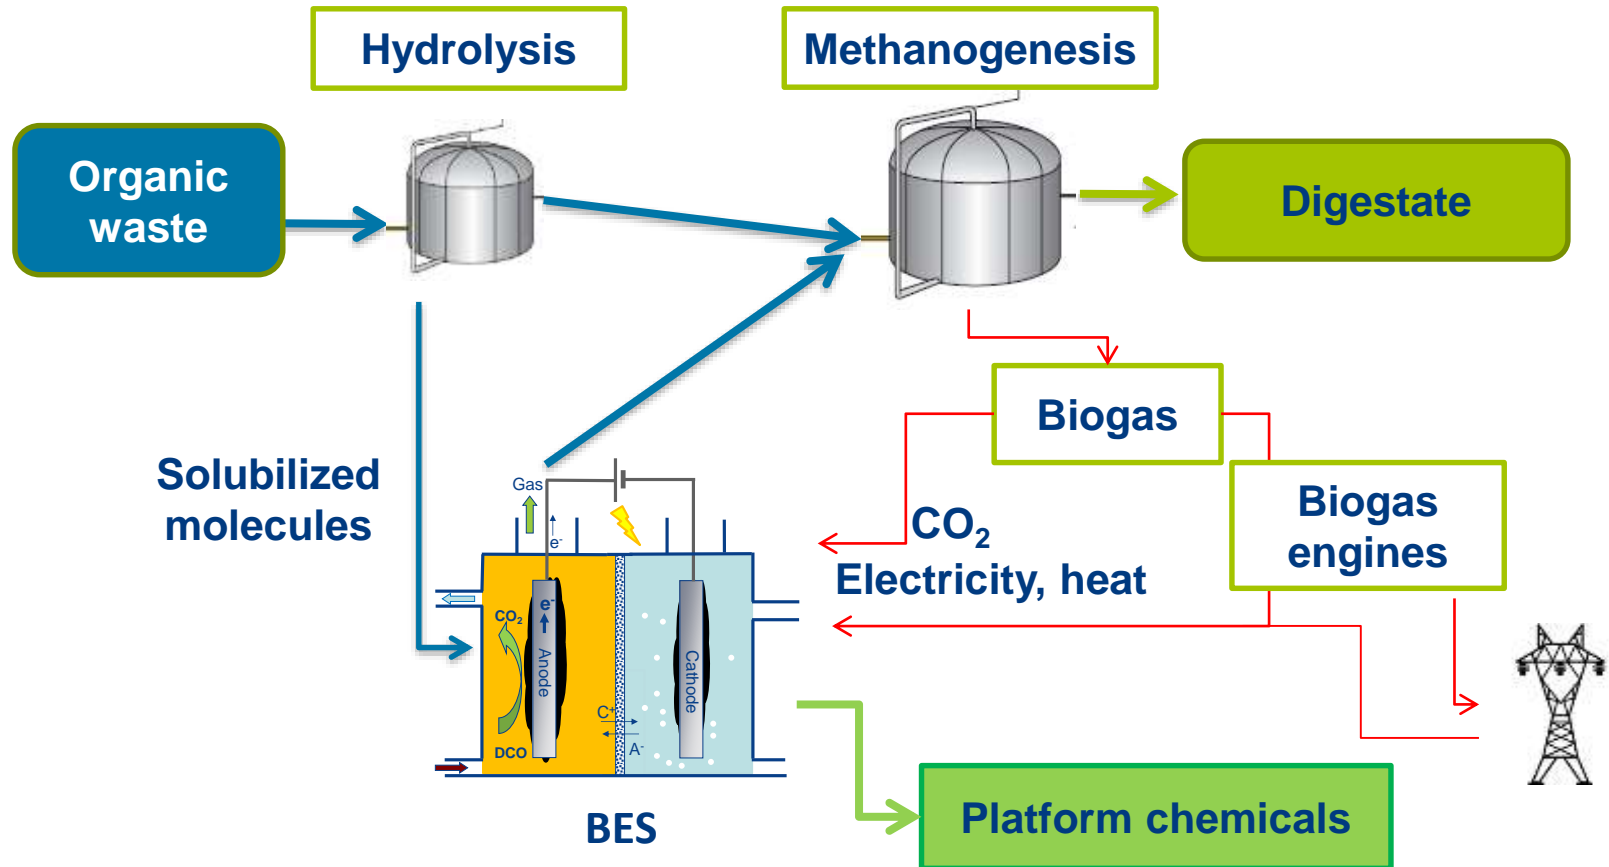 Hydrolysis
Methanogenesis
Organic
waste
Digestate
Biogas
Solubilized
molecules
Gas
e-
CO2
Electricity, heat
Biogas
engines
e-
CO2
Anode
Cathode
C+
A-
DCO
BES
Platform chemicals